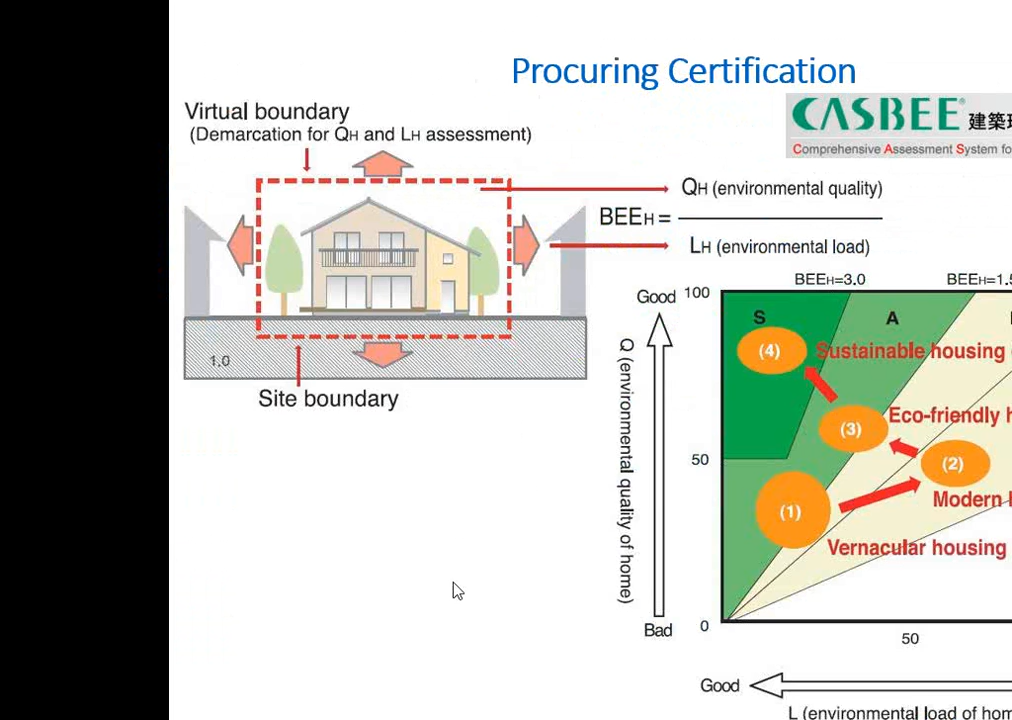 Procuring Certification
Virtual boundary
(Demarcation for QH and LH assessment)
CASBEE® 建築
Comprehensive Assessment System fo
QH (environmental quality)
BEEH =
LH (environmental load)
1.0
Site boundary
BEEH=3.0
BEEH=1.5
Good
100
S
A
(4)
Sustainable housing
Q (environmental quality of home)
(3)
Eco-friendly h
50
(2)
(1)
Modern
Vernacular housing
0
Bad
50
Good
L (environmental load of hom